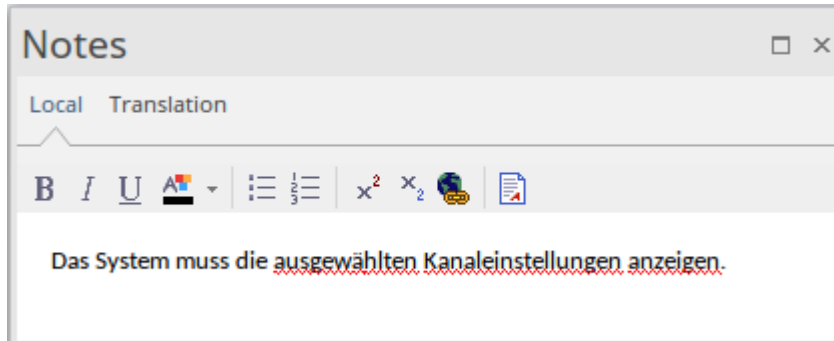 Notes
Local Translation
B I U A x² x₂
Das System muss die ausgewählten Kanaleinstellungen anzeigen.